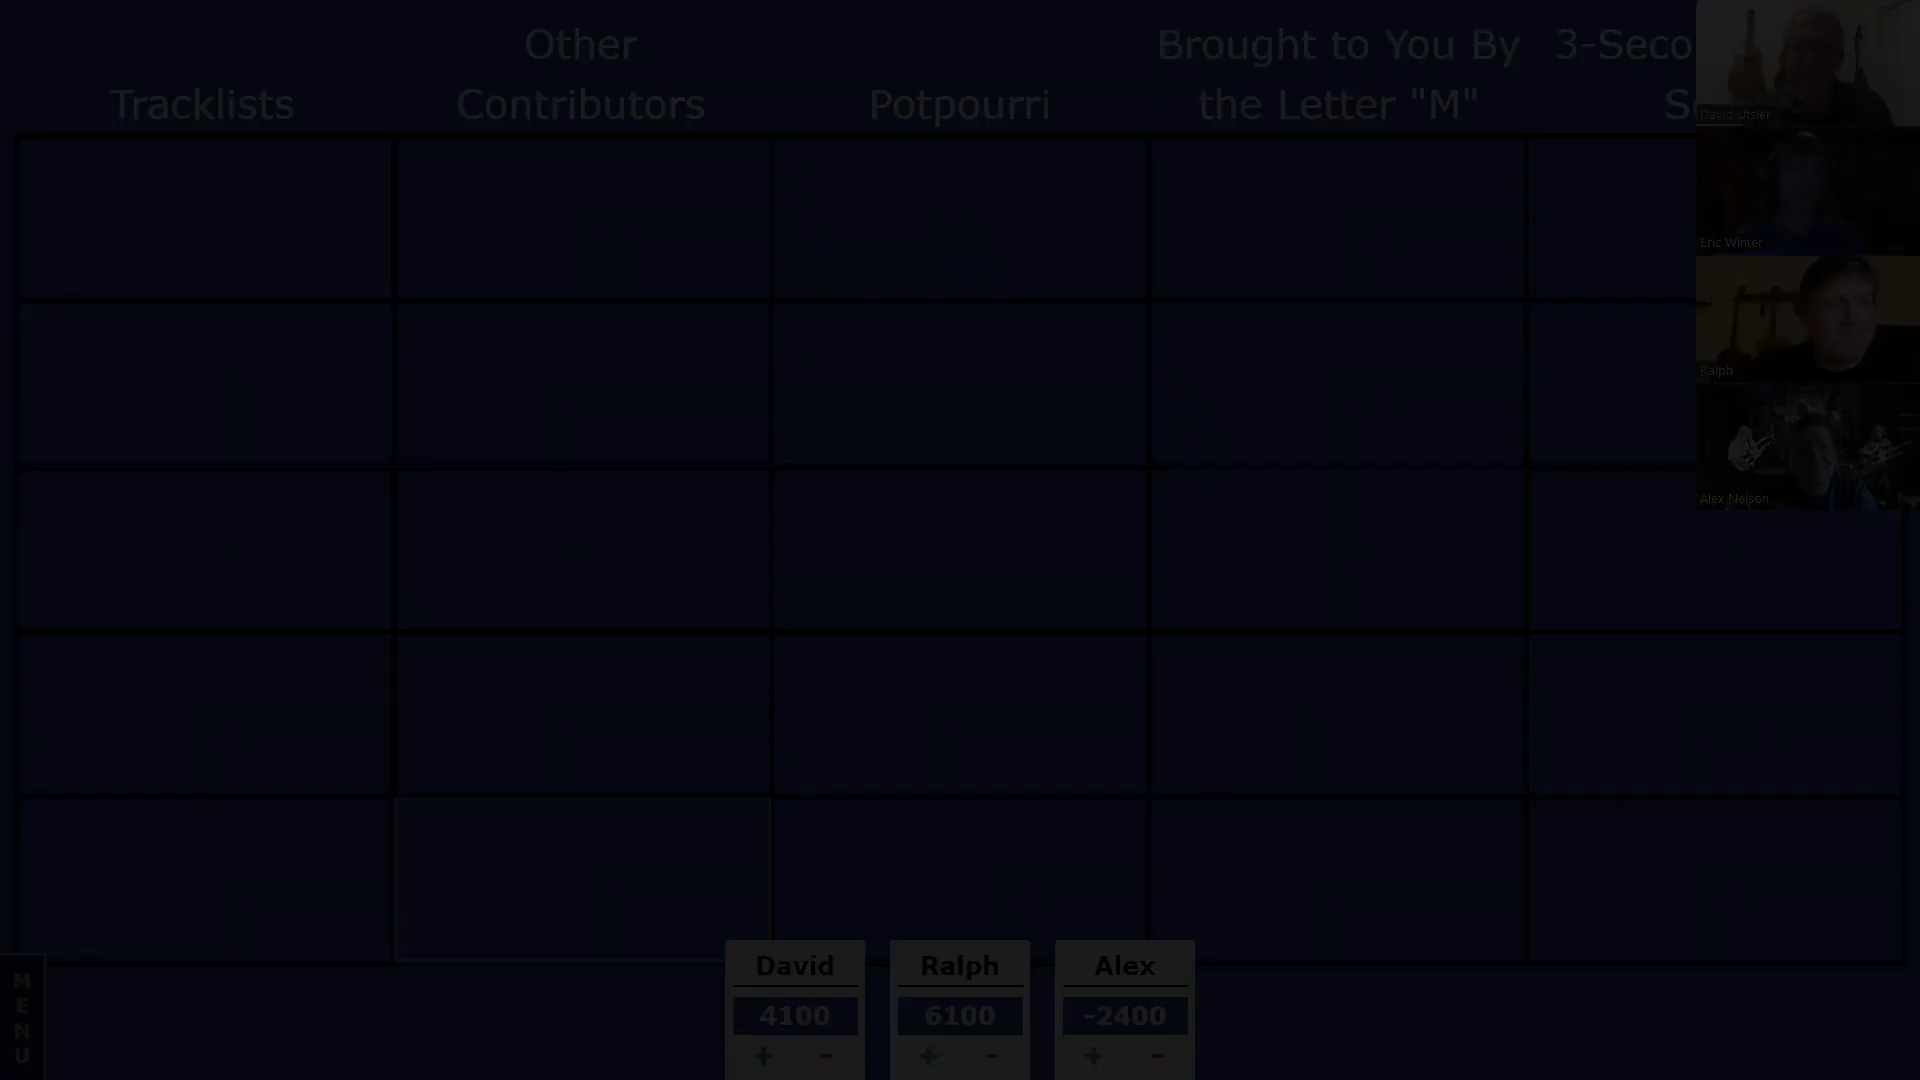 Other
Brought to You By
3-Seco
Tracklists
Contributors
Potpourri
the Letter "M"
S
David Utsler
Eric Winter
Ralph
Alex Nelson
David
Ralph
Alex
4100
6100
-2400
+ -
+ -
+ -
M
E
N
U